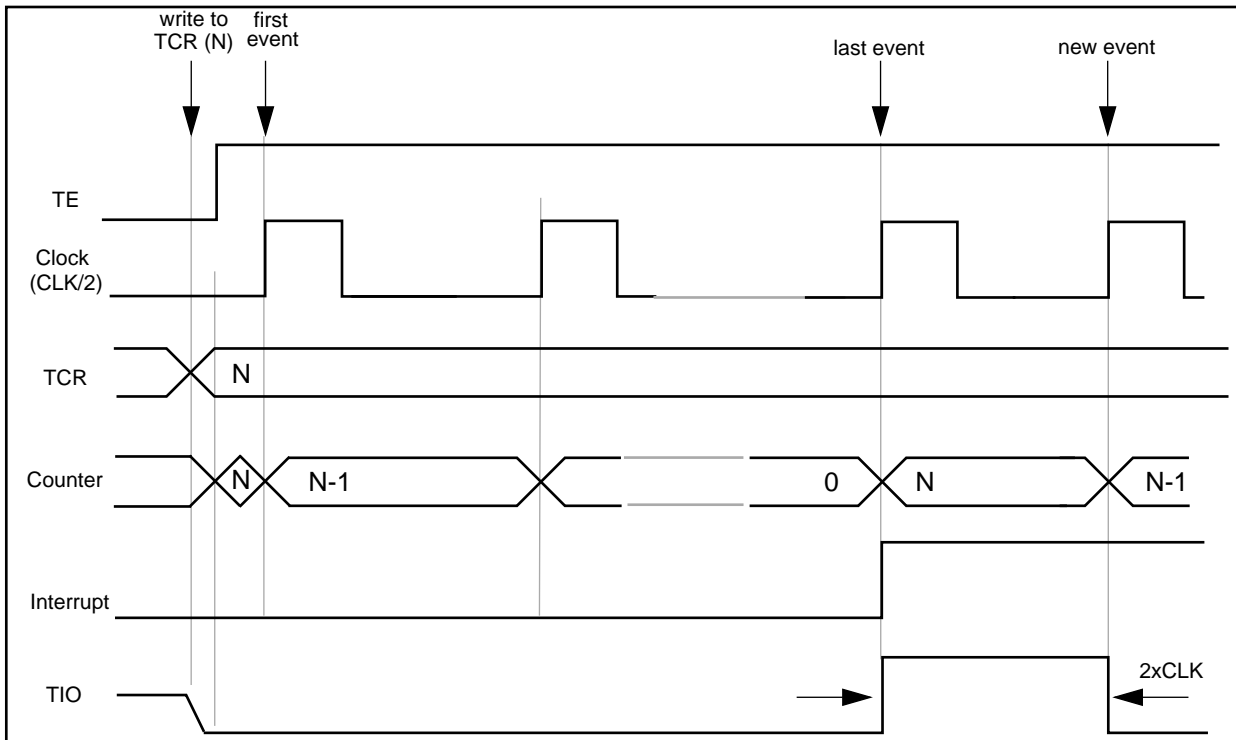 write to
TCR (N)
first
event
last event
new event
TE
Clock
(CLK/2)
TCR
N
Counter
N
N-1
0
N
N-1
Interrupt
TIO
2xCLK